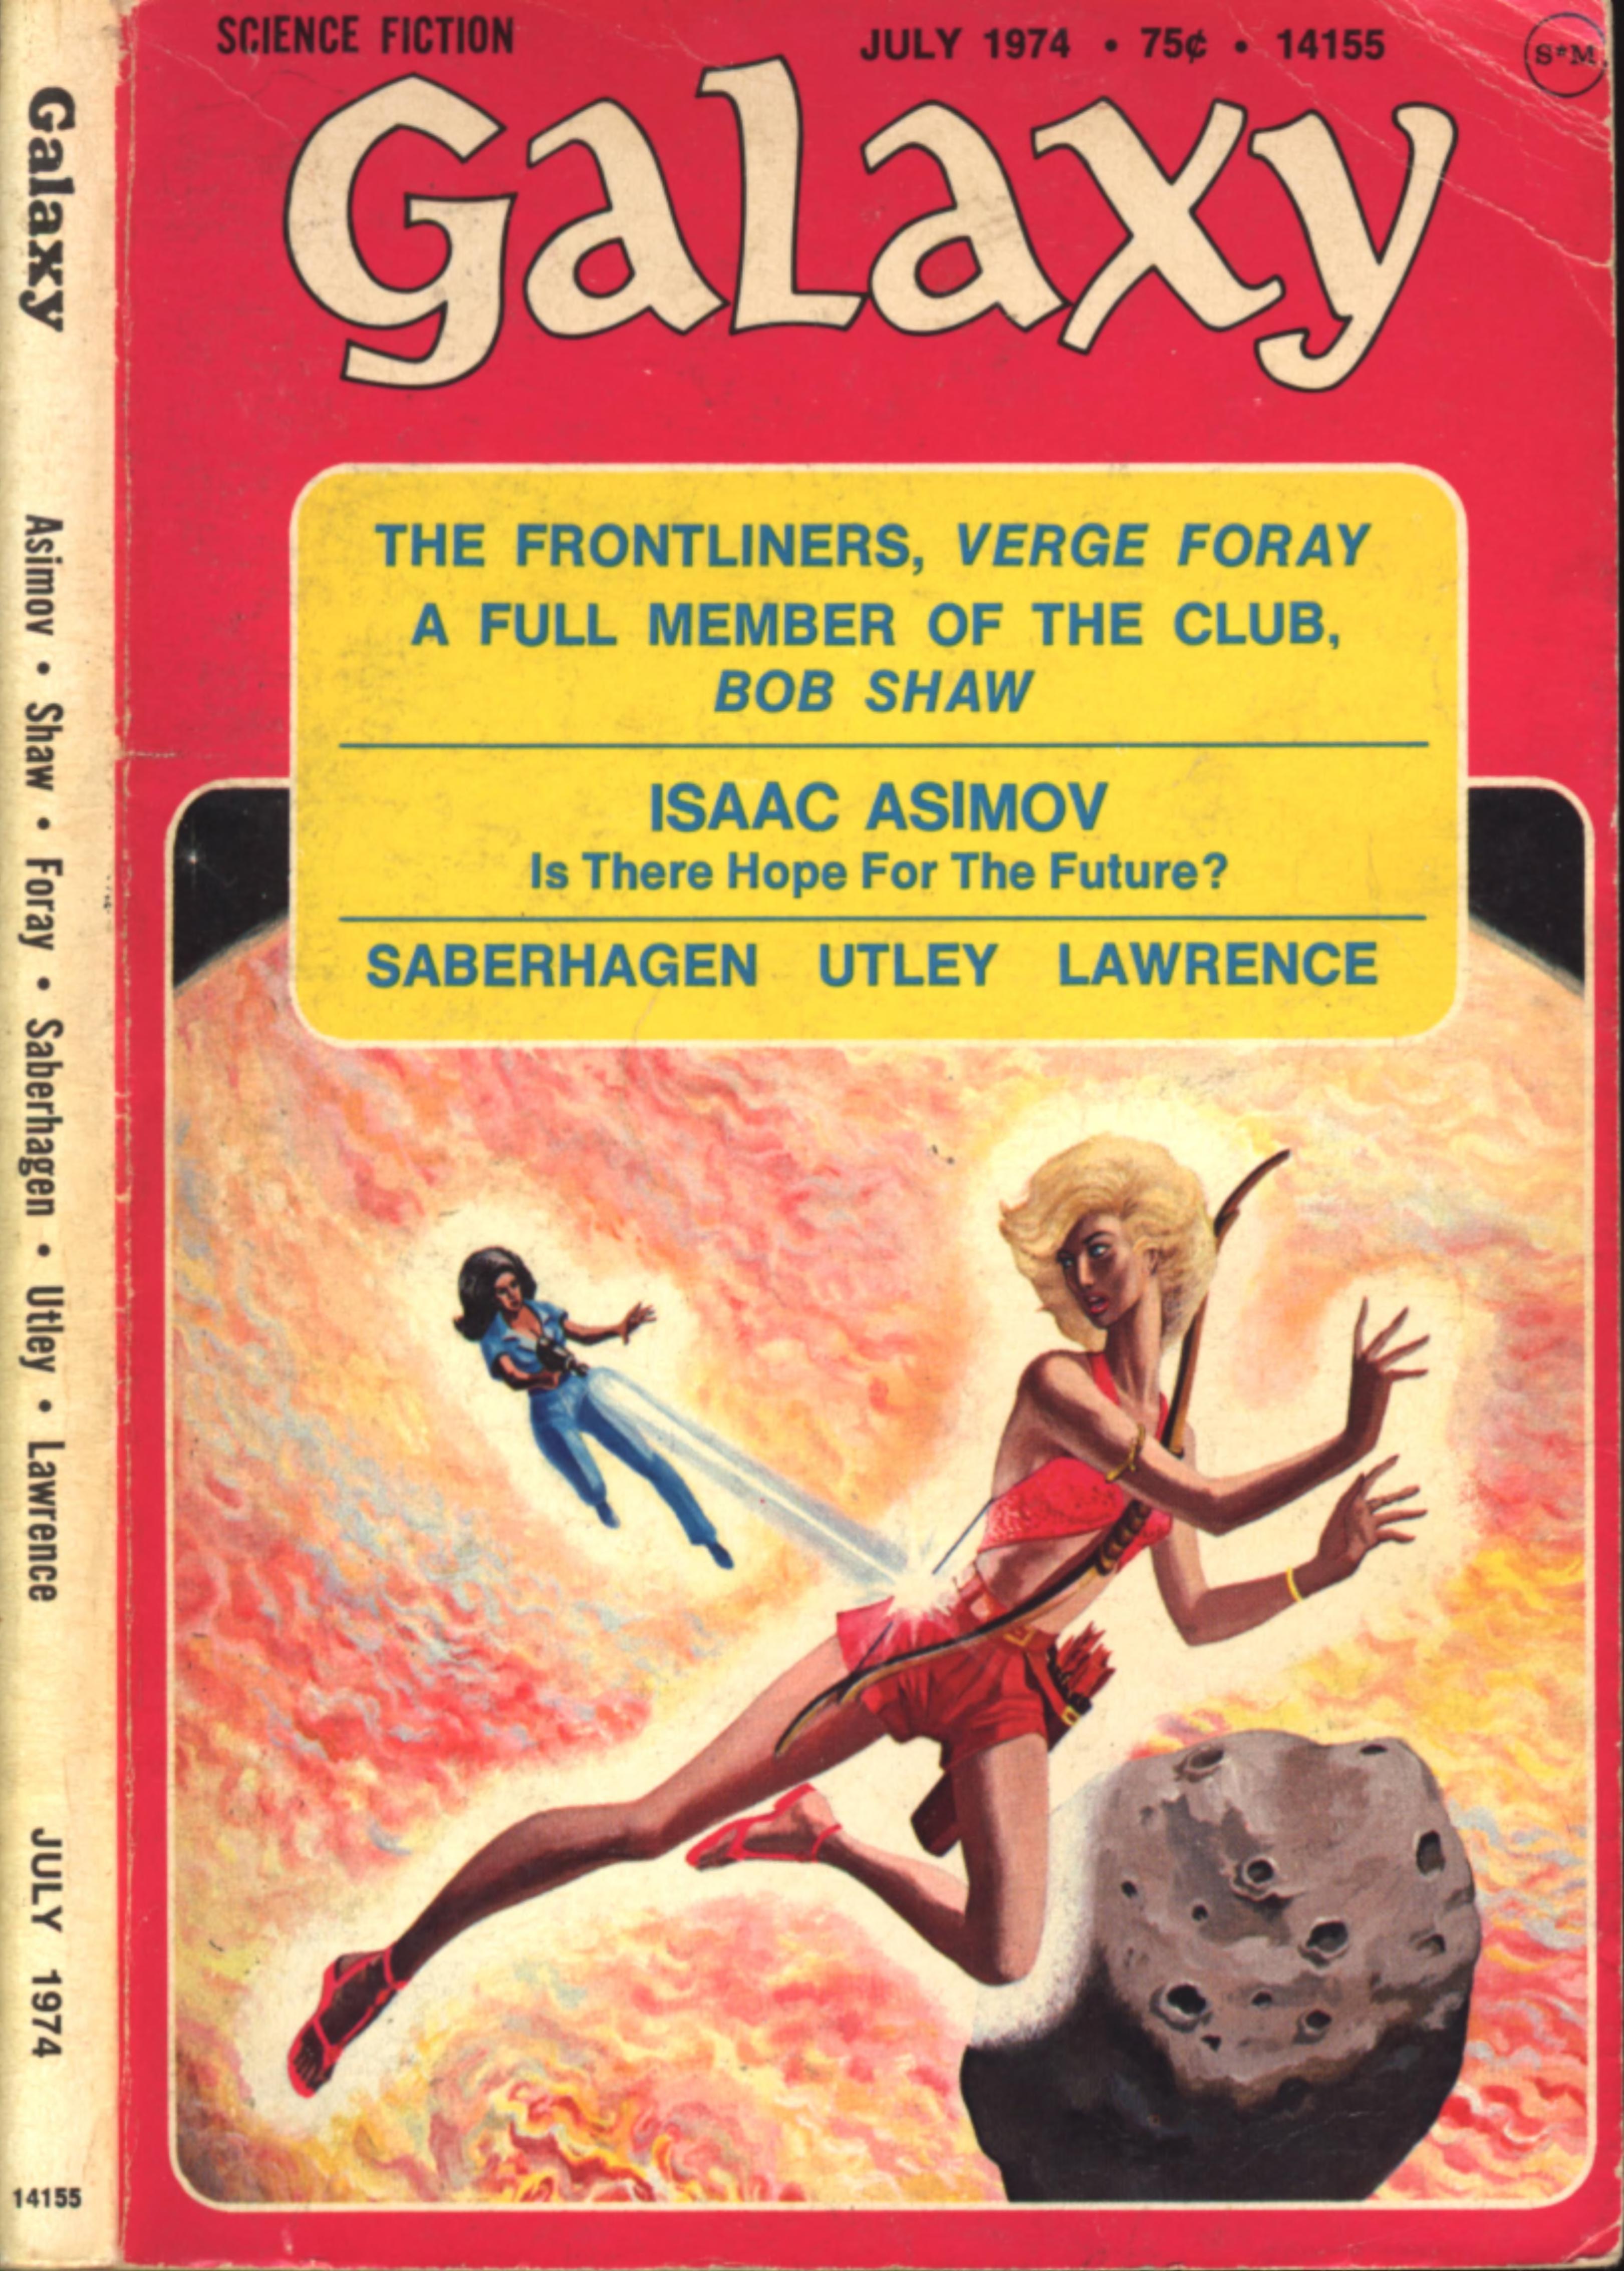 SCIENCE FICTION
JULY 1974 • 75¢ • 14155
S*M
Galaxy
THE FRONTLINERS, VERGE FORAY
A FULL MEMBER OF THE CLUB,
BOB SHAW
ISAAC ASIMOV
Is There Hope For The Future?
SABERHAGEN UTLEY LAWRENCE
Galaxy
Asimov • Shaw • Foray • Saberhagen • Utley • Lawrence
JULY 1974
14155